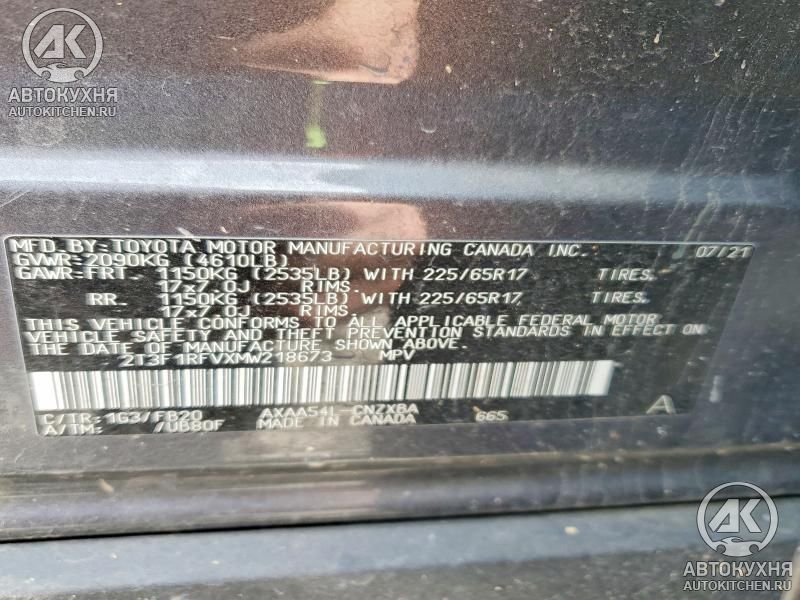 AK
АВТОКУХНЯ
AUTOKITCHEN.RU
MFD.BY:TOYOTA MOTOR MANUFACTURING CANADA INC. 07/21
GVWR:2090KG (4610LB)
GAWR:FRT. 1150KG (2535LB) WITH 225/65R17 TIRES.
17x7.0J RIMS.
RR. 1150KG (2535LB) WITH 225/65R17 TIRES.
17x7.0J RIMS.
THIS VEHICLE CONFORMS TO ALL APPLICABLE FEDERAL MOTOR
VEHICLE SAFETY AND THEFT PREVENTION STANDARDS IN EFFECT ON
THE DATE OF MANUFACTURE SHOWN ABOVE.
2T3F1RFVXMW218673 MPV
C/TR: 1G3/FB20 AXAA54L-CNZXBA 665 A
A/TM: /UB80F MADE IN CANADA
AK
АВТОКУХНЯ
AUTOKITCHEN.RU